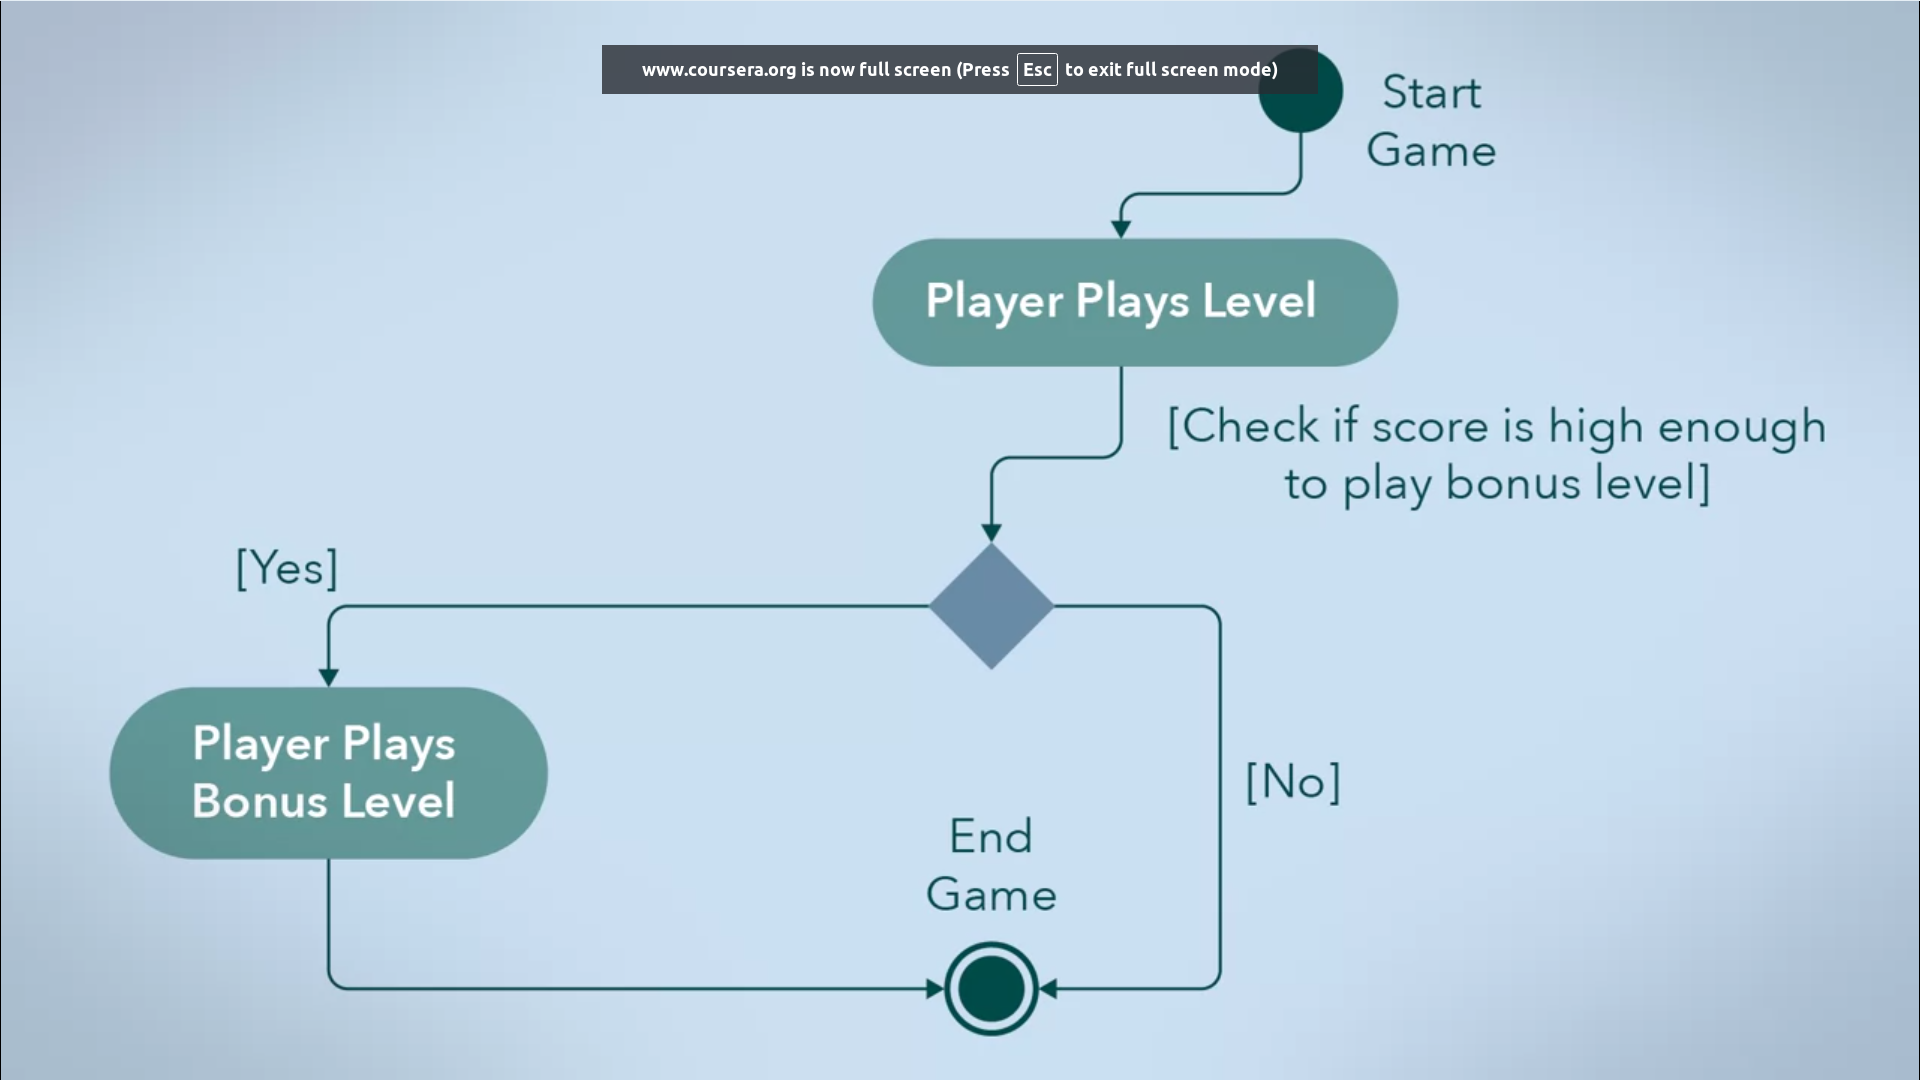 www.coursera.org is now full screen (Press Esc to exit full screen mode)
Start
Game
Player Plays Level
[Check if score is high enough
to play bonus level]
[Yes]
Player Plays
Bonus Level
[No]
End
Game